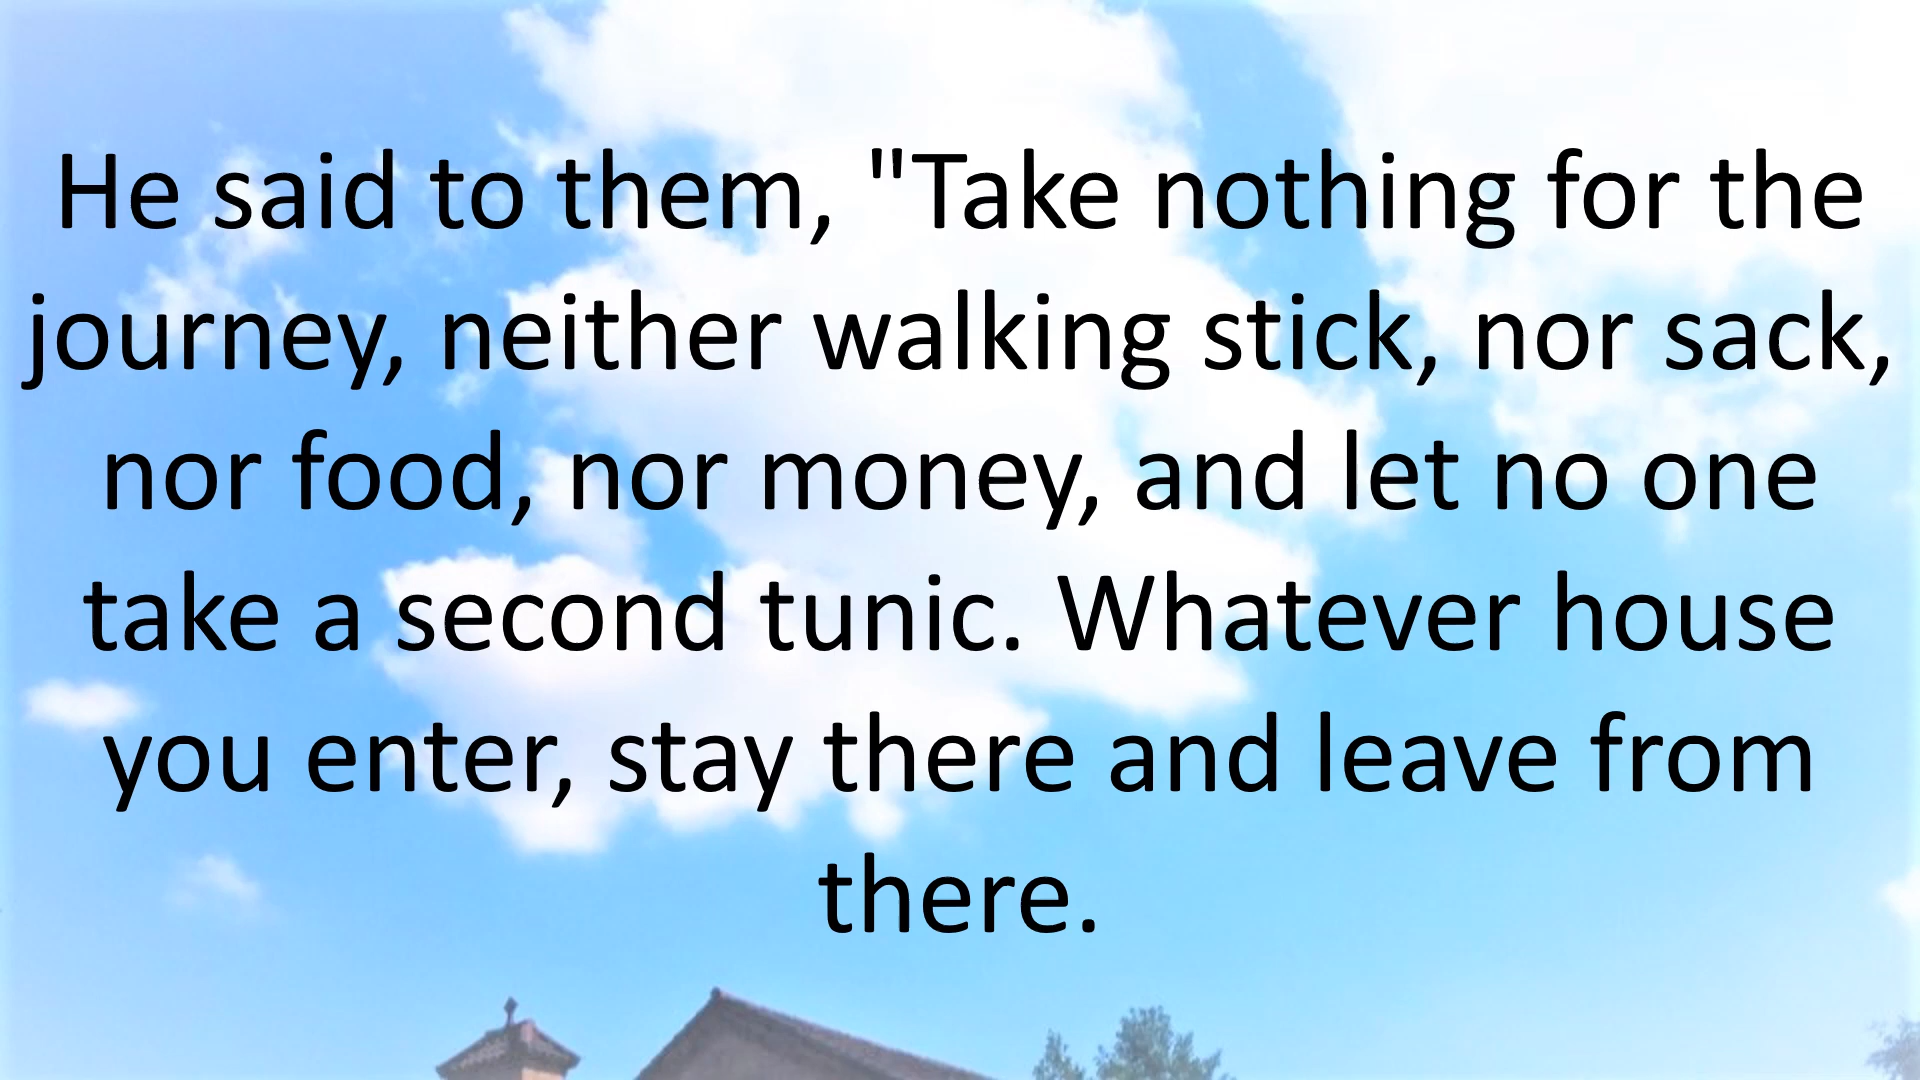 He said to them, "Take nothing for the
journey, neither walking stick, nor sack,
nor food, nor money, and let no one
take a second tunic. Whatever house
you enter, stay there and leave from
there.